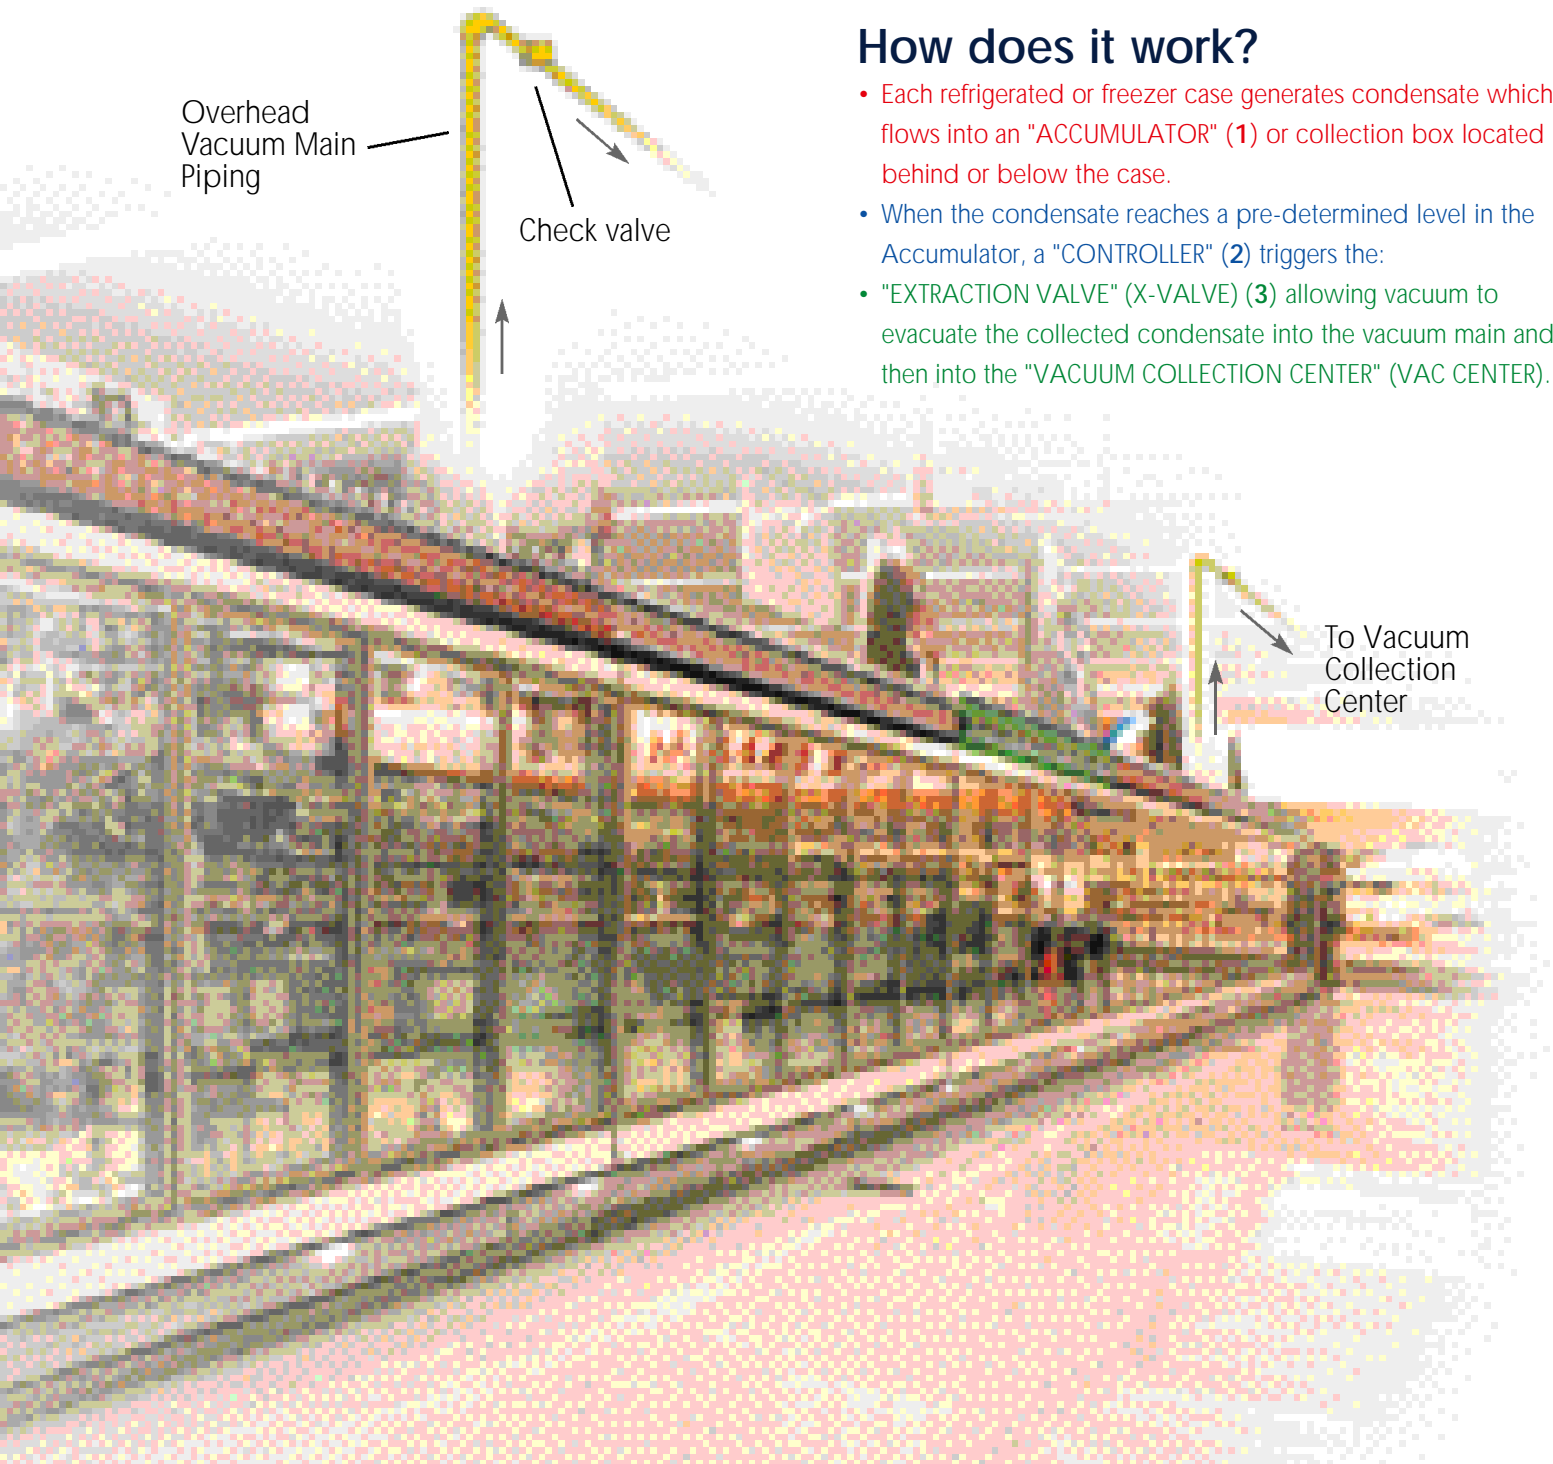 How does it work?
• Each refrigerated or freezer case generates condensate which
flows into an "ACCUMULATOR" (1) or collection box located
behind or below the case.
• When the condensate reaches a pre-determined level in the
Accumulator, a "CONTROLLER" (2) triggers the:
• "EXTRACTION VALVE" (X-VALVE) (3) allowing vacuum to
evacuate the collected condensate into the vacuum main and
then into the "VACUUM COLLECTION CENTER" (VAC CENTER).
Overhead
Vacuum Main
Piping
Check valve
To Vacuum
Collection
Center